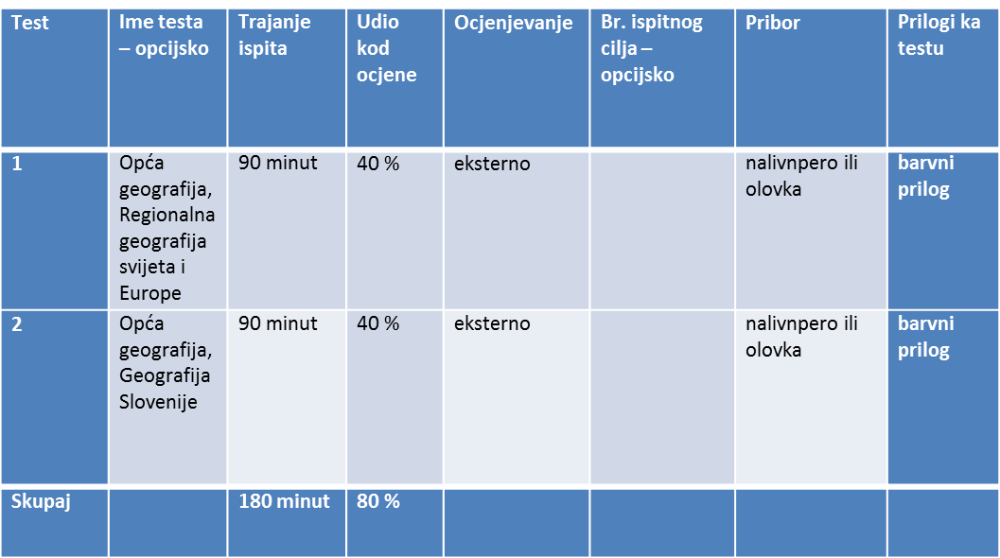 Test
Ime testa
– opcijsko
Trajanje
ispita
Udio
kod
ocjene
Ocjenjevanje
Br. ispitnog
cilja –
opcijsko
Pribor
Prilogi ka
testu
1
Opća
geografija,
Regionalna
geografija
svijeta i
Europe
90 minut
40 %
eksterno
nalivnpero ili
olovka
barvni
prilog
2
Opća
geografija,
Geografija
Slovenije
90 minut
40 %
eksterno
nalivnpero ili
olovka
barvni
prilog
Skupaj
180 minut
80 %